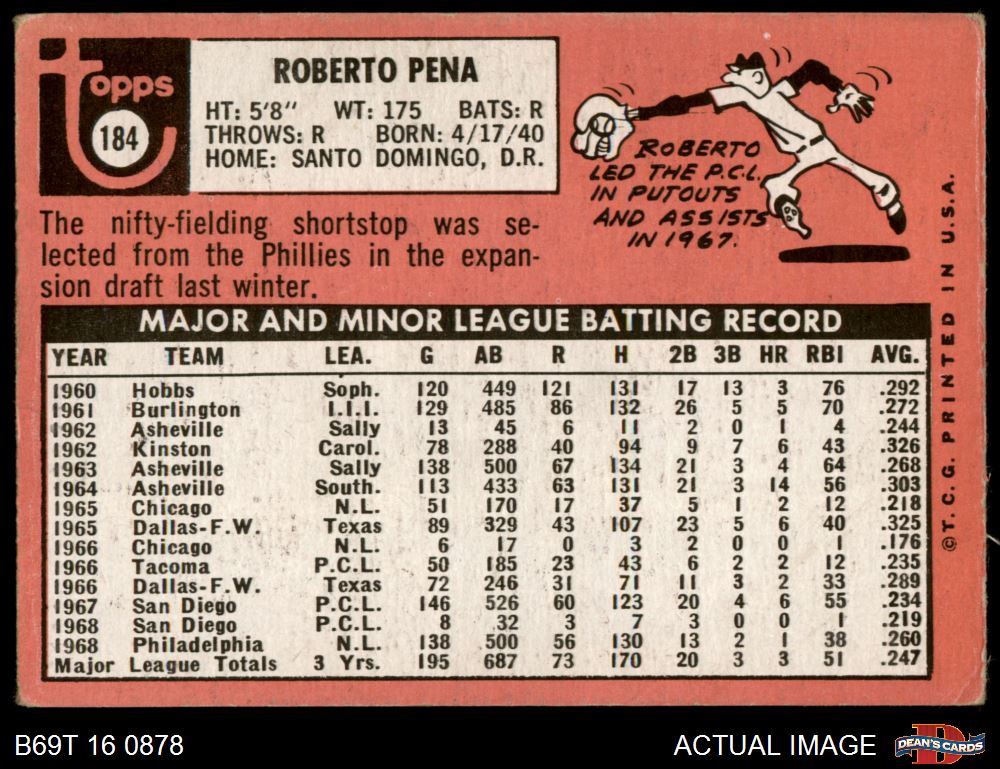 Topps
184
ROBERTO PENA
HT: 5'8" WT: 175 BATS: R
THROWS: R BORN: 4/17/40
HOME: SANTO DOMINGO, D.R.
ROBERTO
LED THE P.C.L.
IN PUTOUTS
AND ASSISTS
IN 1967.
The nifty-fielding shortstop was se-
lected from the Phillies in the expan-
sion draft last winter.
MAJOR AND MINOR LEAGUE BATTING RECORD
YEAR TEAM LEA. G AB R H 2B 3B HR RBI AVG.
1960 Hobbs Soph. 120 449 121 131 17 13 3 76 .292
1961 Burlington I.I.I. 129 485 86 132 26 5 5 70 .272
1962 Asheville Sally 13 45 6 11 2 0 1 4 .244
1962 Kinston Carol. 78 288 40 94 9 7 6 43 .326
1963 Asheville Sally 138 500 67 134 21 3 4 64 .268
1964 Asheville South. 113 433 63 131 21 3 14 56 .303
1965 Chicago N.L. 51 170 17 37 5 1 2 12 .218
1965 Dallas-F.W. Texas 89 329 43 107 23 5 6 40 .325
1966 Chicago N.L. 6 17 0 3 2 0 0 1 .176
1966 Tacoma P.C.L. 50 185 23 43 6 2 2 12 .235
1966 Dallas-F.W. Texas 72 246 31 71 11 3 2 33 .289
1967 San Diego P.C.L. 146 526 60 123 20 4 6 55 .234
1968 San Diego P.C.L. 8 32 3 7 3 0 0 1 .219
1968 Philadelphia N.L. 138 500 56 130 13 2 1 38 .260
Major League Totals 3 Yrs. 195 687 73 170 20 3 3 51 .247
©T.C.G. PRINTED IN U.S.A.
B69T 16 0878
ACTUAL IMAGE
D
DEAN'S CARDS